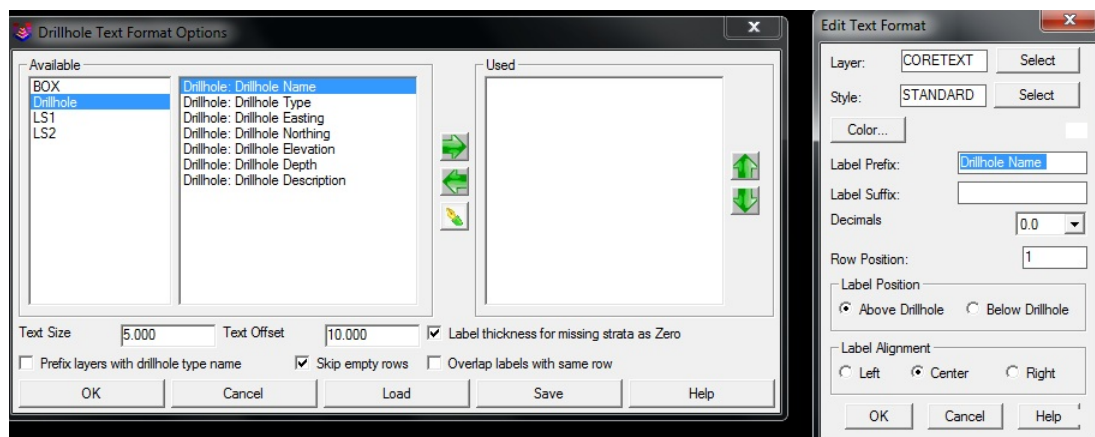 Drillhole Text Format Options
Available
BOX
Drillhole
LS1
LS2
Drillhole: Drillhole Name
Drillhole: Drillhole Type
Drillhole: Drillhole Easting
Drillhole: Drillhole Northing
Drillhole: Drillhole Elevation
Drillhole: Drillhole Depth
Drillhole: Drillhole Description
Used
Text Size 5.000 Text Offset 10.000 Label thickness for missing strata as Zero
Prefix layers with drillhole type name Skip empty rows Overlap labels with same row
OK Cancel Load Save Help
Edit Text Format
Layer: CORETEXT Select
Style: STANDARD Select
Color...
Label Prefix: Drillhole Name
Label Suffix:
Decimals 0.0
Row Position: 1
Label Position
Above Drillhole Below Drillhole
Label Alignment
Left Center Right
OK Cancel Help